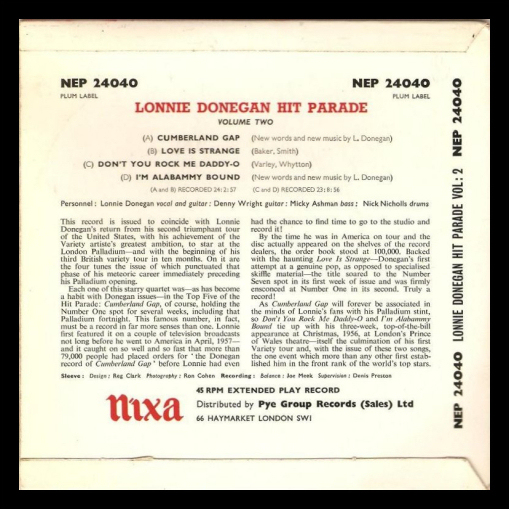 NEP 24040 NEP 24040
PLUM LABEL PLUM LABEL
LONNIE DONEGAN HIT PARADE
VOLUME TWO
(A) CUMBERLAND GAP (New words and new music by L. Donegan)
(B) LOVE IS STRANGE (Baker, Smith)
(C) DON'T YOU ROCK ME DADDY-O (Varley, Whytton)
(D) I'M ALABAMMY BOUND (New words and new music by L. Donegan)
(A and B) RECORDED 24:2:57 (C and D) RECORDED 23:8:56
Personnel: Lonnie Donegan vocal and guitar: Denny Wright guitar: Micky Ashman bass; Nick Nicholls drums
This record is issued to coincide with Lonnie
Donegan's return from his second triumphant tour
of the United States, with his achievement of the
Variety artiste's greatest ambition, to star at the
London Palladium—and with the beginning of his
third British variety tour in ten months. On it are
the four tunes the issue of which punctuated that
phase of his meteoric career immediately preceding
his Palladium opening.
Each one of this starry quartet was—as has become
a habit with Donegan issues—in the Top Five of the
Hit Parade: Cumberland Gap, of course, holding the
Number One spot for several weeks, including that
Palladium fortnight. This famous number, in fact,
must be a record in far more senses than one. Lonnie
first featured it on a couple of television broadcasts
not long before he went to America in April, 1957—
and it caught on so well and so fast that more than
79,000 people had placed orders for 'the Donegan
record of Cumberland Gap' before Lonnie had even
had the chance to find time to go to the studio and
record it!
By the time he was in America on tour and the
disc actually appeared on the shelves of the record
dealers, the order book stood at 100,000. Backed
with the haunting Love Is Strange—Donegan's first
attempt at a genuine pop, as opposed to specialised
skiffle material—the title soared to the Number
Seven spot in its first week of issue and was firmly
ensconced at Number One in its second. Truly a
record!
As Cumberland Gap will forever be associated in
the minds of Lonnie's fans with his Palladium stint,
so Don't You Rock Me Daddy-O and I'm Alabammy
Bound tie up with his three-week, top-of-the-bill
appearance at Christmas, 1956, at London's Prince
of Wales theatre—itself the culmination of his first
Variety tour and, with the issue of these two songs,
the one event which more than any other first estab-
lished him in the front rank of the world's top stars.
Sleeve: Design: Reg Clark Photography: Ron Cohen Recording: Balance: Joe Meek Supervision: Denis Preston
nixa
45 RPM EXTENDED PLAY RECORD
Distributed by Pye Group Records (Sales) Ltd
66 HAYMARKET LONDON SW1
NEP 24040 LONNIE DONEGAN HIT PARADE VOL: 2 NEP 24040